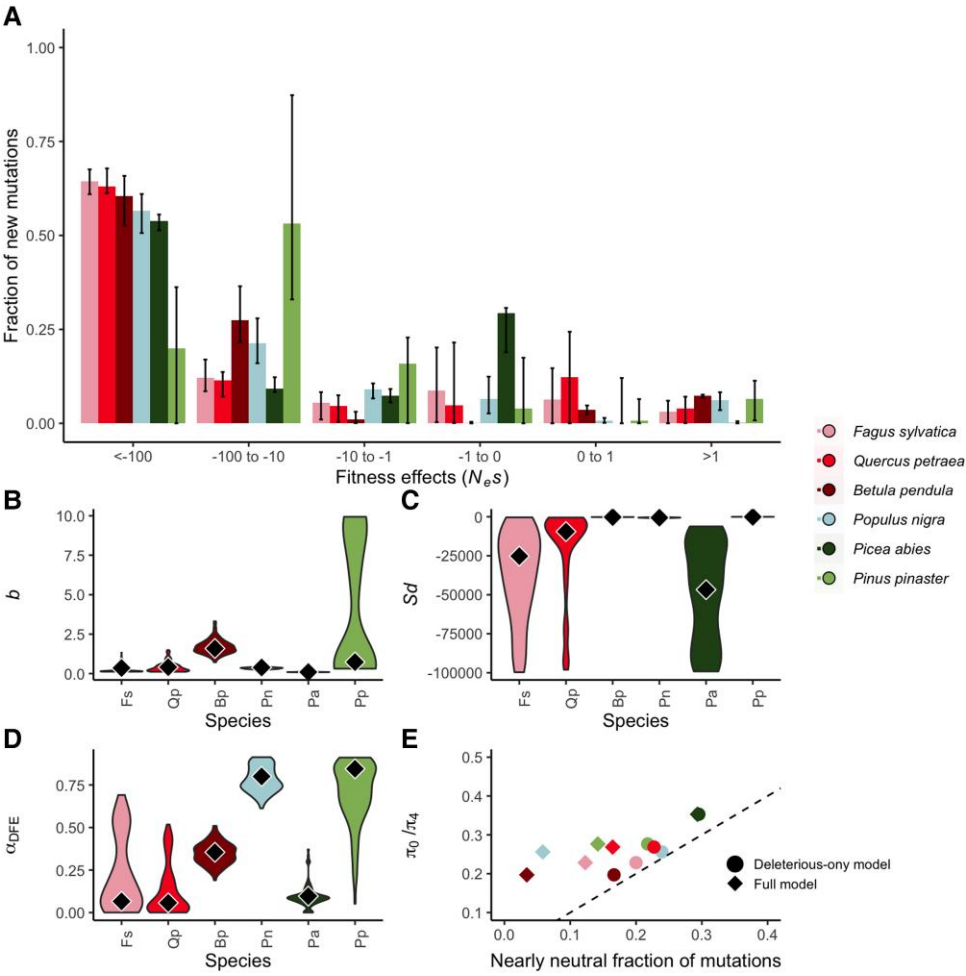 A
1.00
0.75
0.50
0.25
0.00
Fraction of new mutations
<-100 -100 to -10 -10 to -1 -1 to 0 0 to 1 >1
Fitness effects (Nₑs)
Fagus sylvatica
Quercus petraea
Betula pendula
Populus nigra
Picea abies
Pinus pinaster
B
10.0
7.5
5.0
2.5
0.0
b
Fs Qp Bp Pn Pa Pp
Species
C
0
-25000
-50000
-75000
-100000
Sd
Fs Qp Bp Pn Pa Pp
Species
D
0.75
0.50
0.25
0.00
α_DFE
Fs Qp Bp Pn Pa Pp
Species
E
0.5
0.4
0.3
0.2
0.1
π₀ /π₄
Deleterious-ony model
Full model
0.0 0.1 0.2 0.3 0.4
Nearly neutral fraction of mutations